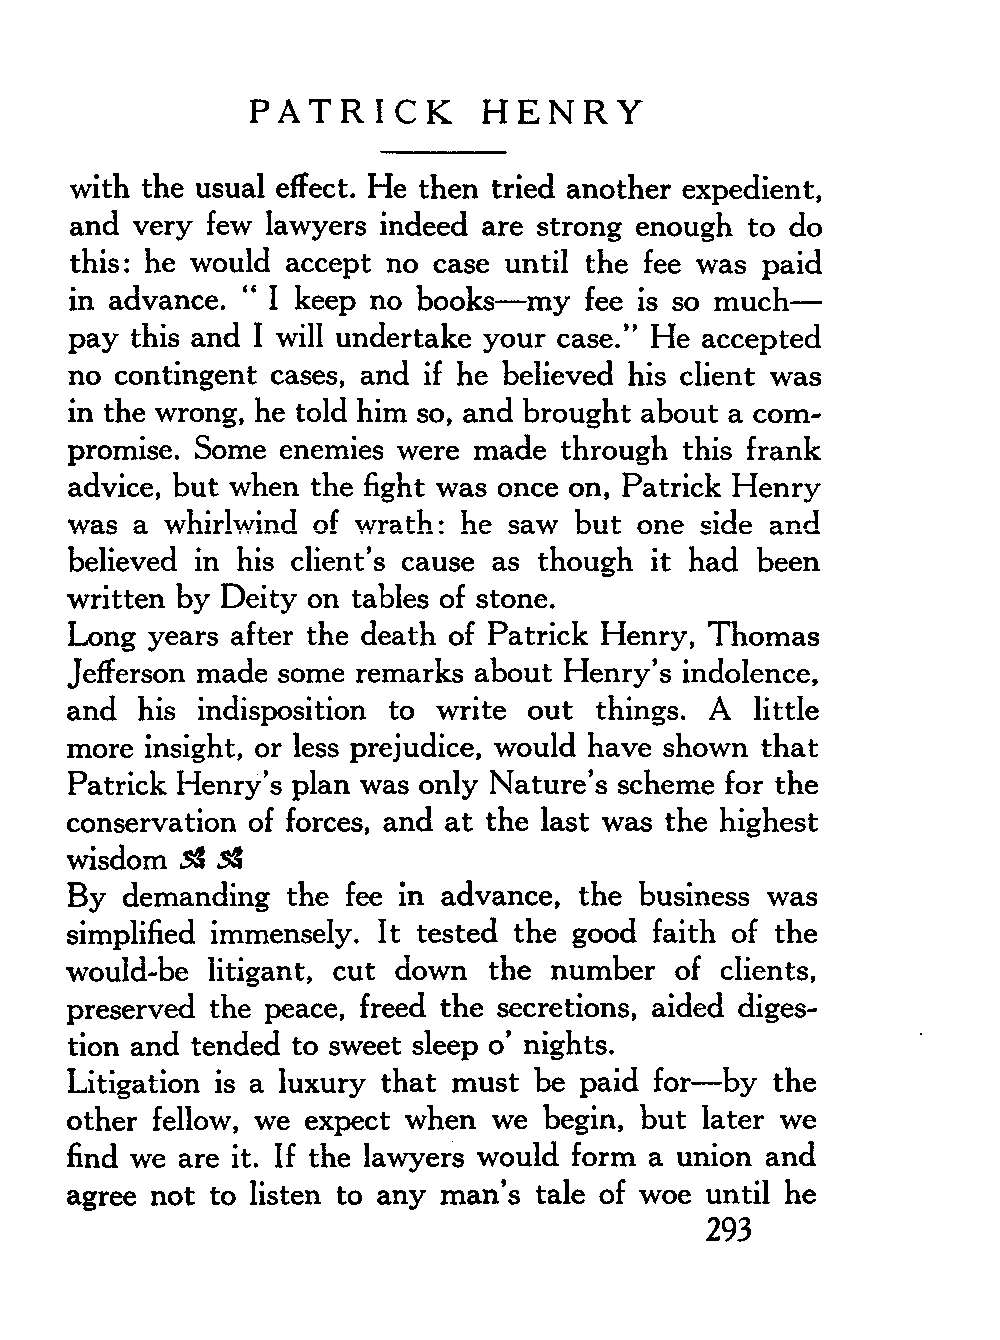 PATRICK HENRY
with the usual effect. He then tried another expedient,
and very few lawyers indeed are strong enough to do
this: he would accept no case until the fee was paid
in advance. “ I keep no books—my fee is so much—
pay this and I will undertake your case.” He accepted
no contingent cases, and if he believed his client was
in the wrong, he told him so, and brought about a com-
promise. Some enemies were made through this frank
advice, but when the fight was once on, Patrick Henry
was a whirlwind of wrath: he saw but one side and
believed in his client’s cause as though it had been
written by Deity on tables of stone.
Long years after the death of Patrick Henry, Thomas
Jefferson made some remarks about Henry’s indolence,
and his indisposition to write out things. A little
more insight, or less prejudice, would have shown that
Patrick Henry’s plan was only Nature’s scheme for the
conservation of forces, and at the last was the highest
wisdom
By demanding the fee in advance, the business was
simplified immensely. It tested the good faith of the
would-be litigant, cut down the number of clients,
preserved the peace, freed the secretions, aided diges-
tion and tended to sweet sleep o’ nights.
Litigation is a luxury that must be paid for—by the
other fellow, we expect when we begin, but later we
find we are it. If the lawyers would form a union and
agree not to listen to any man’s tale of woe until he
293